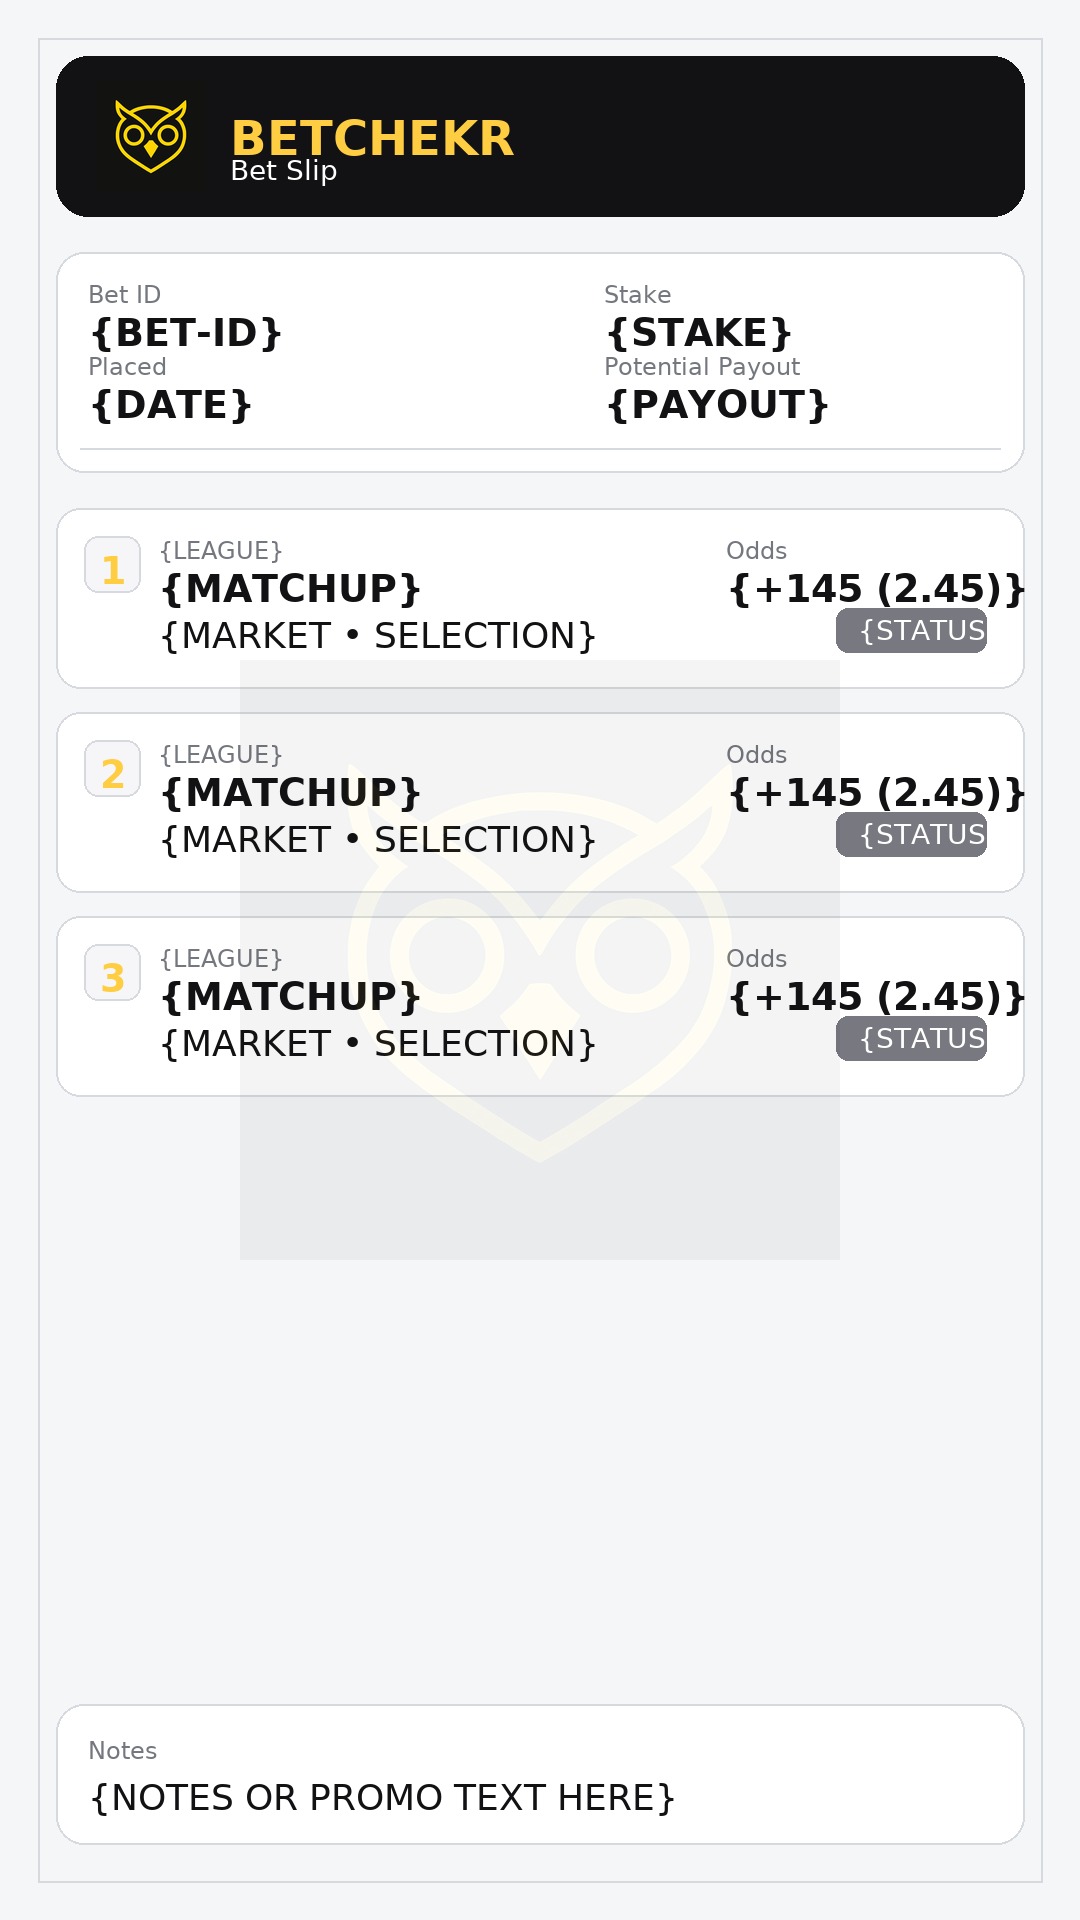 BETCHEKR
Bet Slip
Bet ID
{BET-ID}
Placed
{DATE}
Stake
{STAKE}
Potential Payout
{PAYOUT}
1
{LEAGUE}
{MATCHUP}
{MARKET • SELECTION}
Odds
{+145 (2.45)}
{STATUS
2
{LEAGUE}
{MATCHUP}
{MARKET • SELECTION}
Odds
{+145 (2.45)}
{STATUS
3
{LEAGUE}
{MATCHUP}
{MARKET • SELECTION}
Odds
{+145 (2.45)}
{STATUS
Notes
{NOTES OR PROMO TEXT HERE}